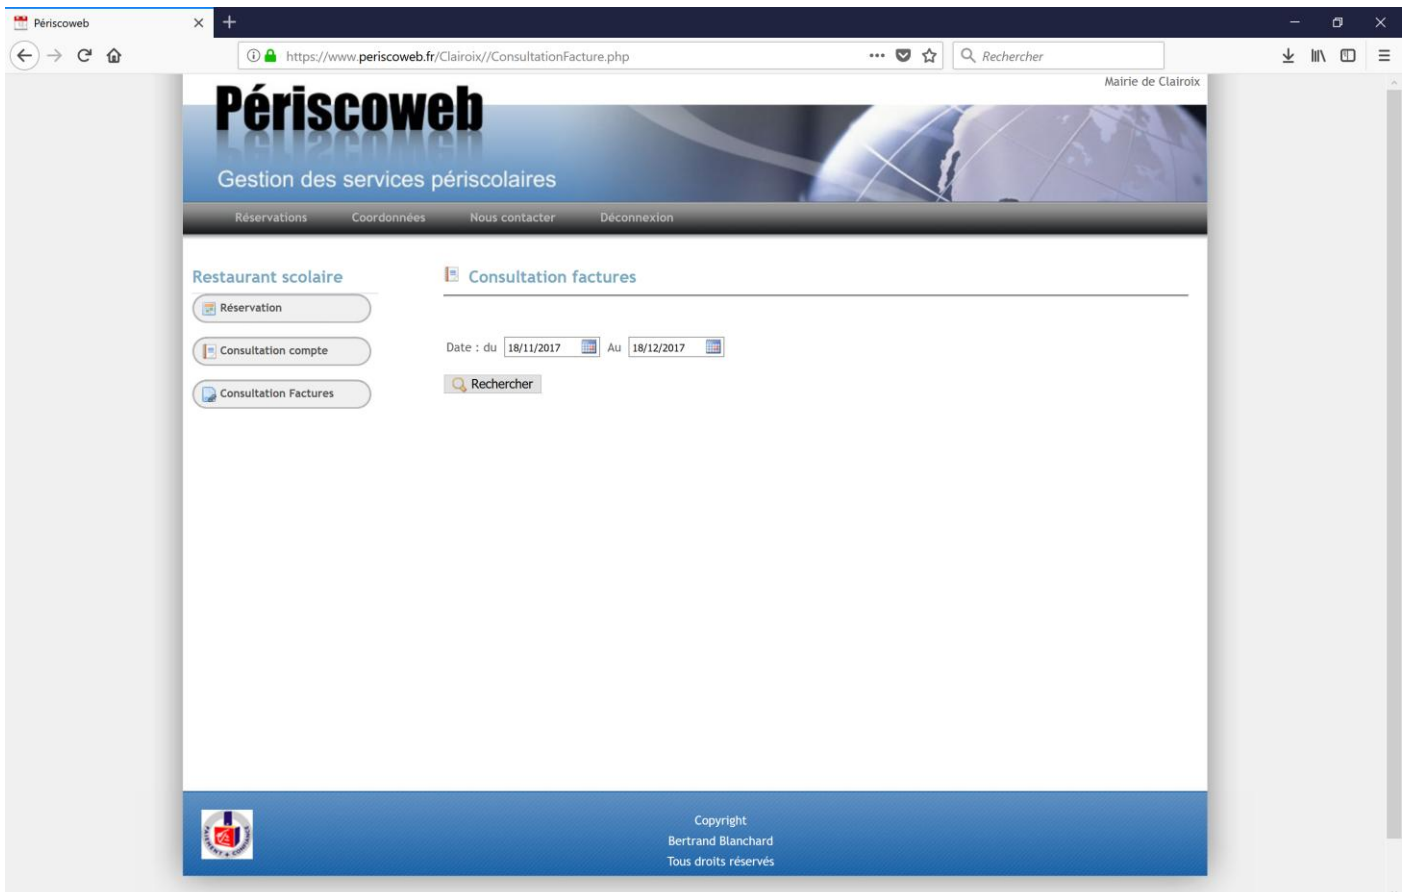 Périscoweb
https://www.periscoweb.fr/Clairoix//ConsultationFacture.php
Rechercher
Mairie de Clairoix
Périscoweb
Gestion des services périscolaires
Réservations Coordonnées Nous contacter Déconnexion
Restaurant scolaire
Réservation
Consultation compte
Consultation Factures
Consultation factures
Date : du 18/11/2017 Au 18/12/2017
Rechercher
Copyright
Bertrand Blanchard
Tous droits réservés